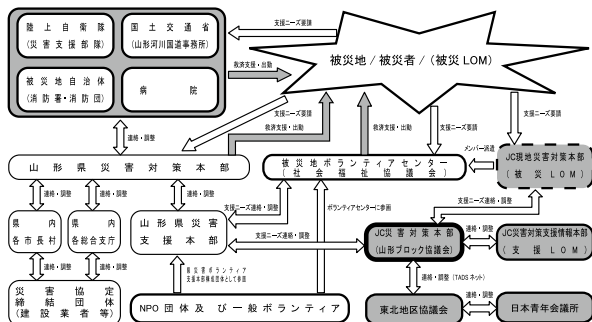 支援ニーズ要請
陸上自衛隊
(災害支援部隊)
国土交通省
(山形河川国道事務所)
被災地/被災者/(被災LOM)
被災地自治体
(消防署・消防団)
病院
救済支援・出動
支援ニーズ要請
救済支援・出動
救済支援・出動
支援ニーズ要請
支援ニーズ要請
連絡・調整
メンバー派遣
山形県災害対策本部
被災地ボランティアセンター
(社会福祉協議会)
JC現地災害対策本部
(被災LOM)
連絡・調整
連絡・調整
連絡・調整
支援ニーズ連絡・調整
ボランティアセンターに参画
支援ニーズ連絡・調整
県内
各市長村
県内
各総合支庁
山形県災害
支援本部
支援ニーズ連絡・調整
JC災害対策本部
(山形ブロック協議会)
連絡・調整
JC災害対策支援情報本部
(支援LOM)
連絡・調整
連絡・調整
県災害ボランティア
支援本部構成団体として参画
連絡・調整(TADSネット)
災害協定
締結団体
(建設業者等)
NPO団体及び一般ボランティア
東北地区協議会
連絡・調整
日本青年会議所